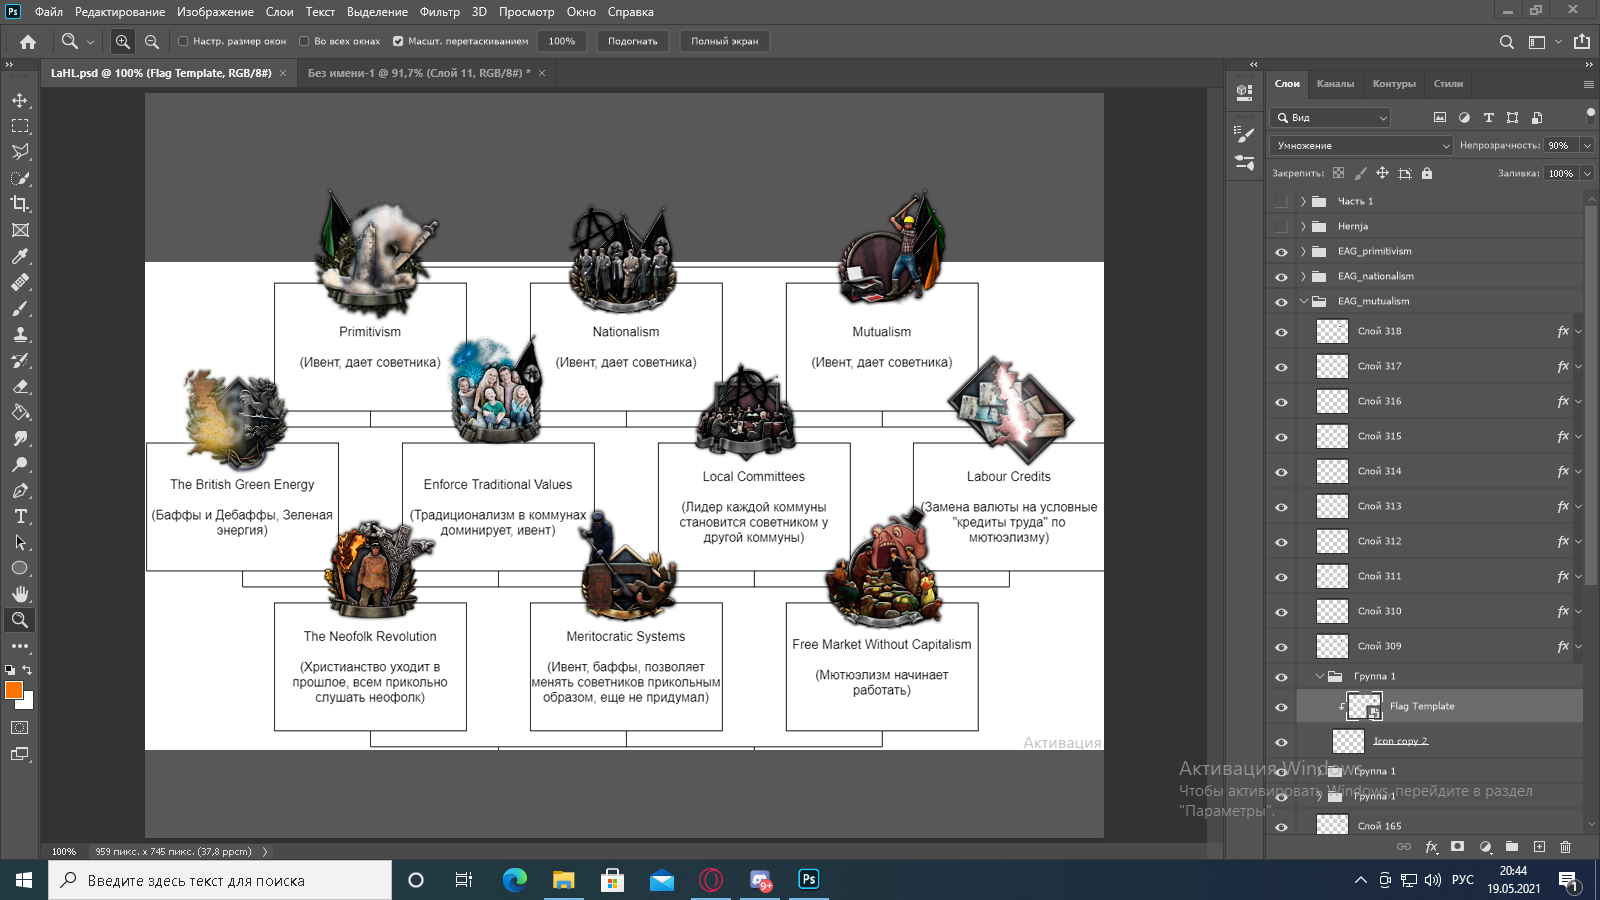 Ps Файл Редактирование Изображение Слои Текст Выделение Фильтр 3D Просмотр Окно Справка
Настр. размер окон Во всех окнах Масшт. перетаскиванием 100% Подогнать Полный экран
LaHL.psd @ 100% (Flag Template, RGB/8#) × Без имени-1 @ 91,7% (Слой 11, RGB/8#) * ×
Слои Каналы Контуры Стили
Вид
Умножение Непрозрачность: 90%
Закрепить: Заливка: 100%
Часть 1
Hernja
EAG_primitivism
EAG_nationalism
EAG_mutualism
Слой 318 fx
Слой 317 fx
Слой 316 fx
Слой 315 fx
Слой 314 fx
Слой 313 fx
Слой 312 fx
Слой 311 fx
Слой 310 fx
Слой 309 fx
Группа 1
Flag Template
Icon copy 2
Группа 1
Группа 1
Слой 165
Primitivism
(Ивент, дает советника)
Nationalism
(Ивент, дает советника)
Mutualism
(Ивент, дает советника)
The British Green Energy
(Баффы и Дебаффы, Зеленая
энергия)
Enforce Traditional Values
(Традиционализм в коммунах
доминирует, ивент)
Local Committees
(Лидер каждой коммуны
становится советником у
другой коммуны)
Labour Credits
(Замена валюты на условные
"кредиты труда" по
мютюэлизму)
The Neofolk Revolution
(Христианство уходит в
прошлое, всем прикольно
слушать неофолк)
Meritocratic Systems
(Ивент, баффы, позволяет
менять советников прикольным
образом, еще не придумал)
Free Market Without Capitalism
(Мютюэлизм начинает
работать)
Активация
Активация Windows
Чтобы активировать Windows, перейдите в раздел
"Параметры".
100% 959 пикс. x 745 пикс. (37,8 ppcm)
Введите здесь текст для поиска
9+
Ps
РУС
20:44
19.05.2021
1